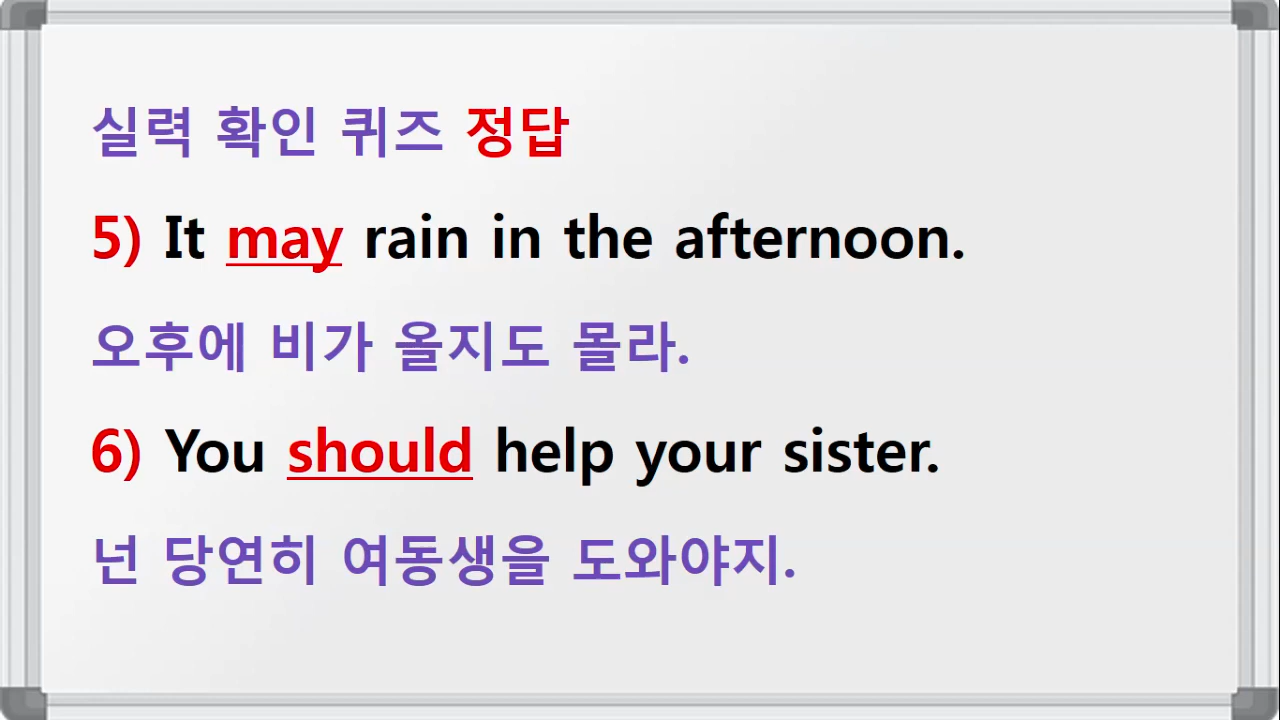 실력 확인 퀴즈 정답
5) It may rain in the afternoon.
오후에 비가 올지도 몰라.
6) You should help your sister.
넌 당연히 여동생을 도와야지.